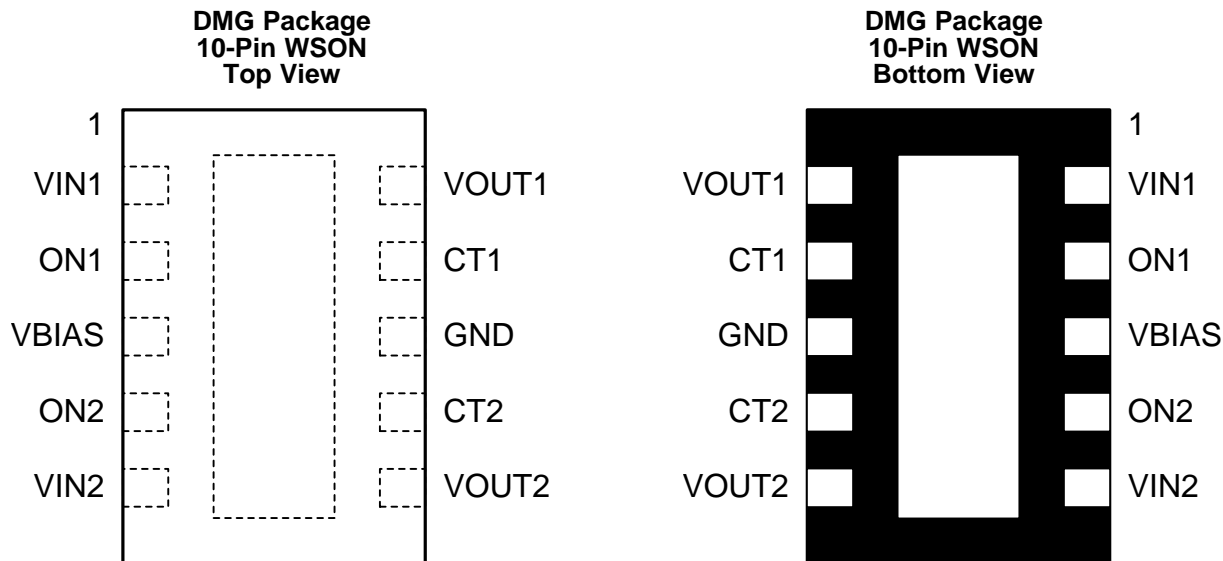 DMG Package
10-Pin WSON
Top View
1
VIN1
VOUT1
ON1
CT1
VBIAS
GND
ON2
CT2
VIN2
VOUT2
DMG Package
10-Pin WSON
Bottom View
1
VOUT1
VIN1
CT1
ON1
GND
VBIAS
CT2
ON2
VOUT2
VIN2